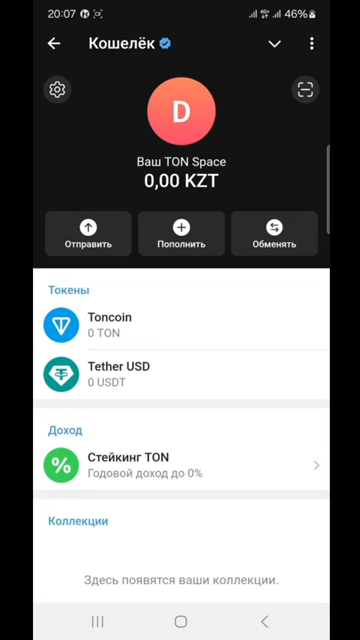 20:07 46%
Кошелёк
D
Ваш TON Space
0,00 KZT
Отправить Пополнить Обменять
Токены
Toncoin
0 TON
Tether USD
0 USDT
Доход
% Стейкинг TON
Годовой доход до 0%
Коллекции
Здесь появятся ваши коллекции.